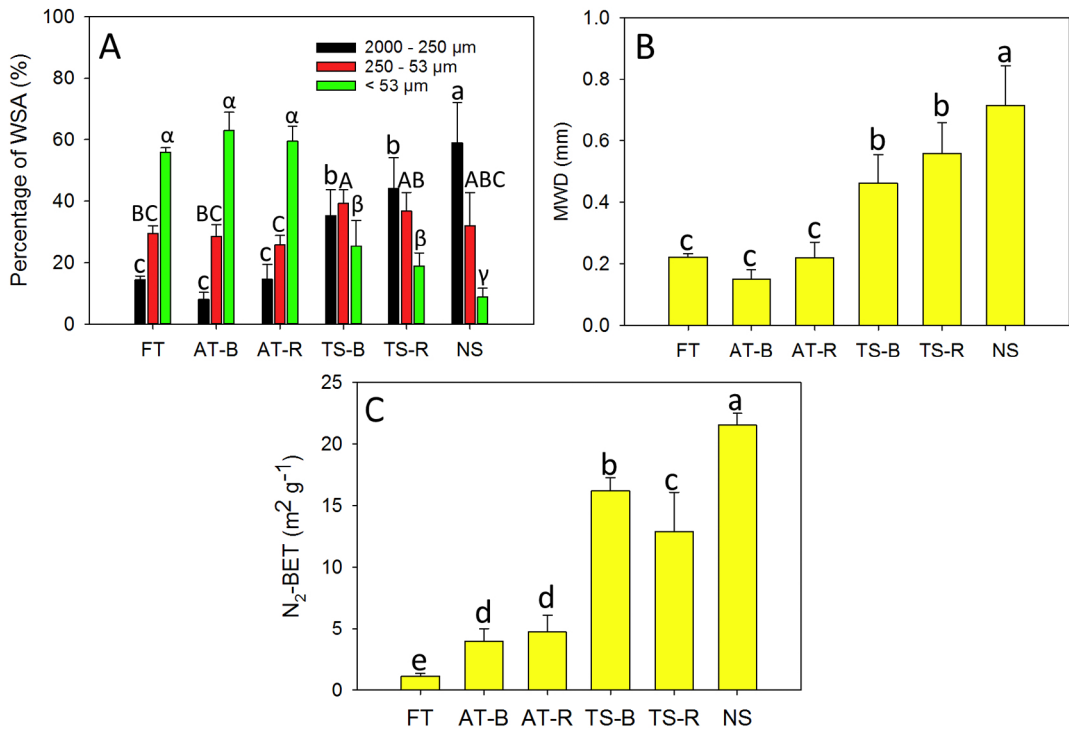 A
Percentage of WSA (%)
100
80
60
40
20
0
2000 - 250 µm
250 - 53 µm
< 53 µm
c BC α
c BC α
c C α
b A β
b AB β
a ABC γ
FT AT-B AT-R TS-B TS-R NS
B
MWD (mm)
1.0
0.8
0.6
0.4
0.2
0.0
c c c b b a
FT AT-B AT-R TS-B TS-R NS
C
N₂-BET (m² g⁻¹)
25
20
15
10
5
0
e d d b c a
FT AT-B AT-R TS-B TS-R NS